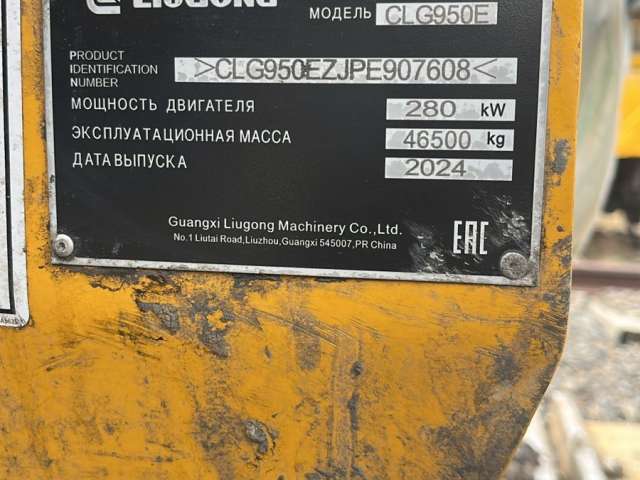 LIUGONG
МОДЕЛЬ CLG950E
PRODUCT
IDENTIFICATION
NUMBER
>CLG950EZJPE907608<
МОЩНОСТЬ ДВИГАТЕЛЯ 280 kW
ЭКСПЛУАТАЦИОННАЯ МАССА 46500 kg
ДАТА ВЫПУСКА 2024
Guangxi Liugong Machinery Co.,Ltd.
No.1 Liutai Road,Liuzhou,Guangxi 545007,PR China
EAC